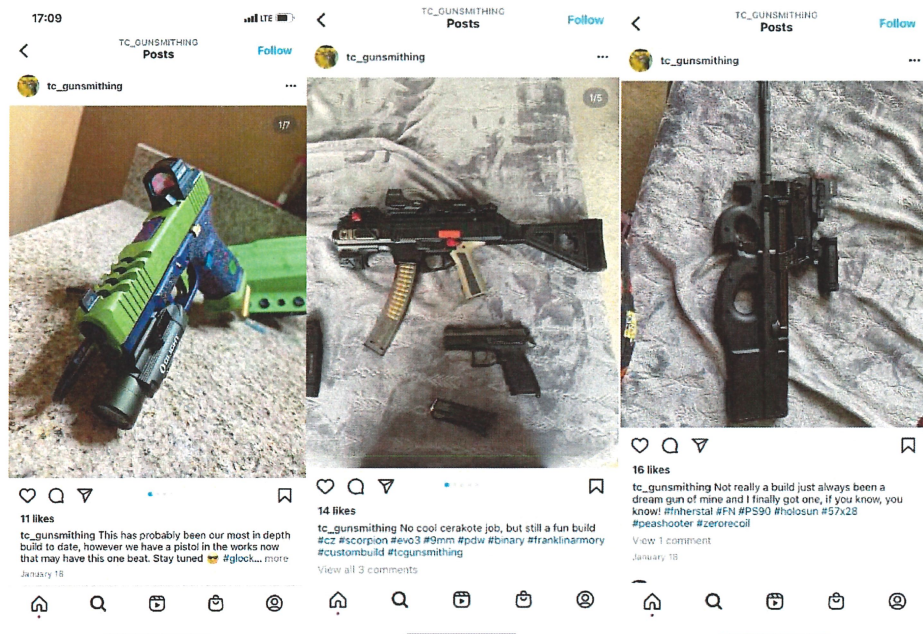 17:09
LTE
TC_GUNSMITHING
Posts
Follow
tc_gunsmithing
1/7
OLIGHT
11 likes
tc_gunsmithing This has probably been our most in depth
build to date, however we have a pistol in the works now
that may have this one beat. Stay tuned 😎 #glock... more
January 18
TC_GUNSMITHING
Posts
Follow
tc_gunsmithing
1/5
14 likes
tc_gunsmithing No cool cerakote job, but still a fun build
#cz #scorpion #evo3 #9mm #pdw #binary #franklinarmory
#custombuild #tcgunsmithing
View all 3 comments
TC_GUNSMITHING
Posts
Follow
tc_gunsmithing
16 likes
tc_gunsmithing Not really a build just always been a
dream gun of mine and I finally got one, if you know, you
know! #fnherstal #FN #PS90 #holosun #57x28
#peashooter #zerorecoil
View 1 comment
January 18